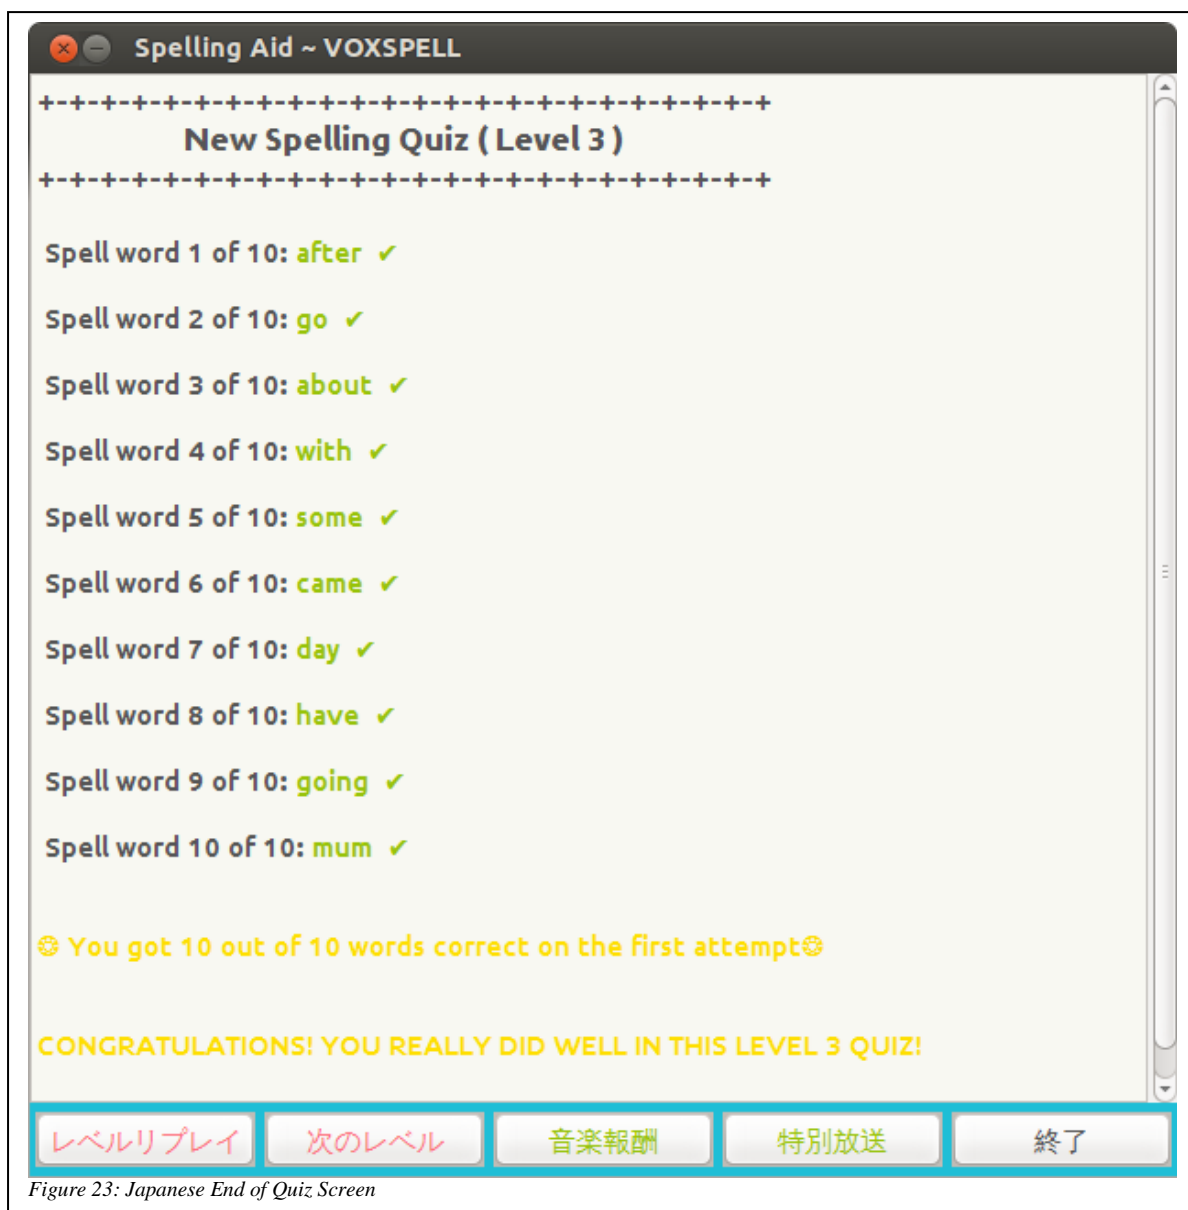 Spelling Aid ~ VOXSPELL
+-+-+-+-+-+-+-+-+-+-+-+-+-+-+-+-+-+-+-+-+-+-+-+
New Spelling Quiz ( Level 3 )
+-+-+-+-+-+-+-+-+-+-+-+-+-+-+-+-+-+-+-+-+-+-+-+
Spell word 1 of 10: after ✔
Spell word 2 of 10: go ✔
Spell word 3 of 10: about ✔
Spell word 4 of 10: with ✔
Spell word 5 of 10: some ✔
Spell word 6 of 10: came ✔
Spell word 7 of 10: day ✔
Spell word 8 of 10: have ✔
Spell word 9 of 10: going ✔
Spell word 10 of 10: mum ✔
❂ You got 10 out of 10 words correct on the first attempt❂
CONGRATULATIONS! YOU REALLY DID WELL IN THIS LEVEL 3 QUIZ!
レベルリプレイ 次のレベル 音楽報酬 特別放送 終了
Figure 23: Japanese End of Quiz Screen